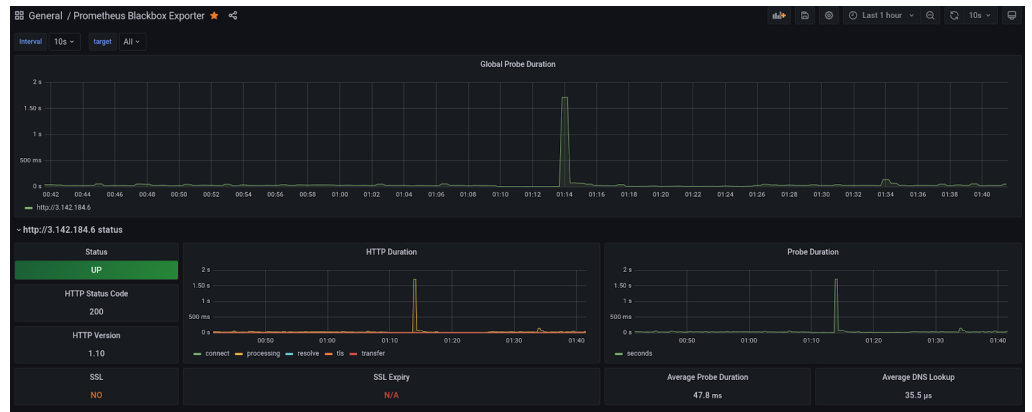 General / Prometheus Blackbox Exporter
Last 1 hour
10s
Interval 10s target All
Global Probe Duration
2 s
1.50 s
1 s
500 ms
0 s
00:42 00:44 00:46 00:48 00:50 00:52 00:54 00:56 00:58 01:00 01:02 01:04 01:06 01:08 01:10 01:12 01:14 01:16 01:18 01:20 01:22 01:24 01:26 01:28 01:30 01:32 01:34 01:36 01:38 01:40
http://3.142.184.6
http://3.142.184.6 status
Status
UP
HTTP Status Code
200
HTTP Version
1.10
SSL
NO
HTTP Duration
2 s
1.50 s
1 s
500 ms
0 s
00:50 01:00 01:10 01:20 01:30 01:40
connect processing resolve tls transfer
SSL Expiry
N/A
Probe Duration
2 s
1.50 s
1 s
500 ms
0 s
00:50 01:00 01:10 01:20 01:30 01:40
seconds
Average Probe Duration
47.8 ms
Average DNS Lookup
35.5 µs